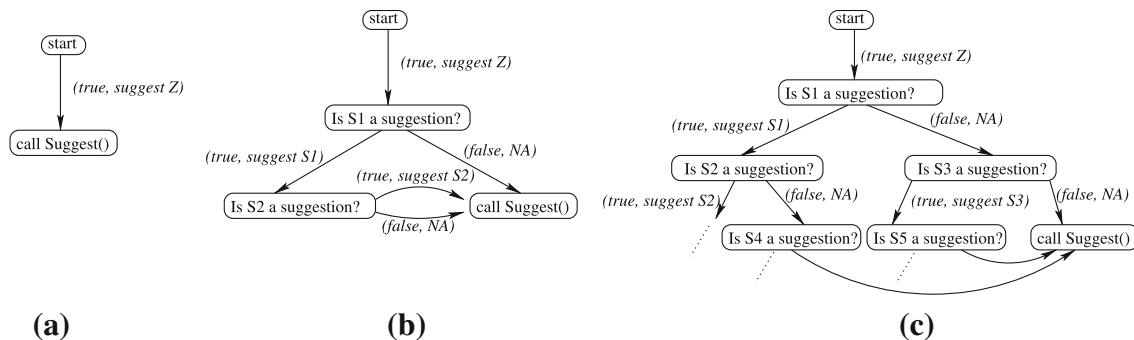 start
(true, suggest Z)
call Suggest()
(a)
start
(true, suggest Z)
Is S1 a suggestion?
(true, suggest S1)
(false, NA)
(true, suggest S2)
Is S2 a suggestion?
call Suggest()
(false, NA)
(b)
start
(true, suggest Z)
Is S1 a suggestion?
(true, suggest S1)
(false, NA)
Is S2 a suggestion?
Is S3 a suggestion?
(true, suggest S2)
(false, NA)
(true, suggest S3)
(false, NA)
Is S4 a suggestion?
Is S5 a suggestion?
call Suggest()
(c)